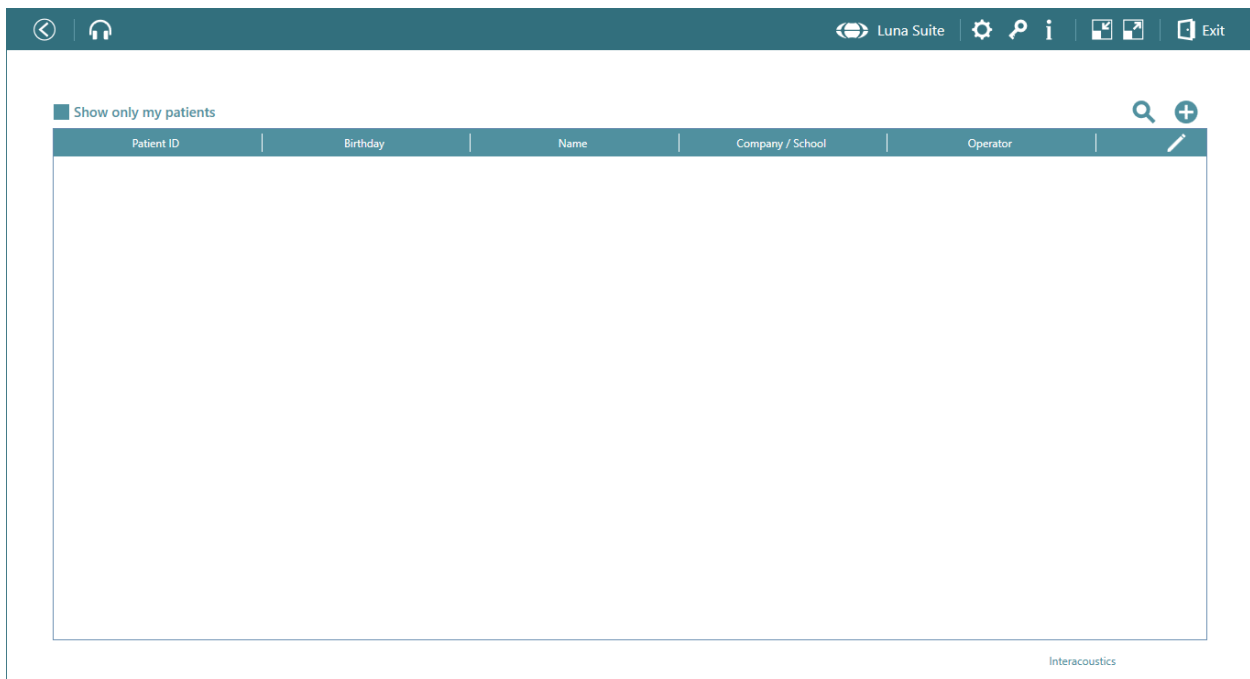 Luna Suite Exit
Show only my patients
Patient ID Birthday Name Company / School Operator
Interacoustics